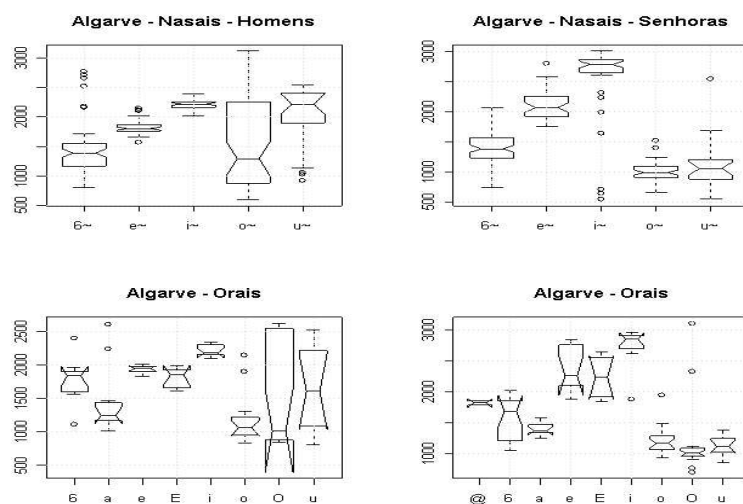 Algarve - Nasais - Homens
3000
2000
1000
500
6~ e~ i~ o~ u~
Algarve - Nasais - Senhoras
3000
2000
1000
500
6~ e~ i~ o~ u~
Algarve - Orais
2500
2000
1500
1000
500
6 a e E i o O u
Algarve - Orais
3000
2000
1000
@ 6 a e E i o O u